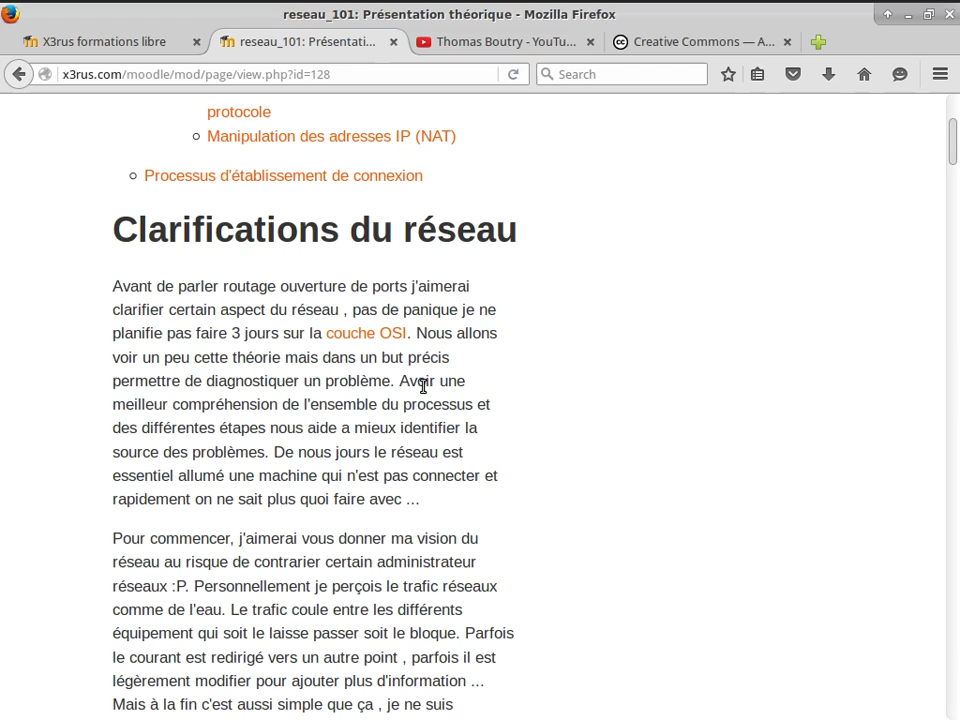 reseau_101: Présentation théorique - Mozilla Firefox
X3rus formations libre
reseau_101: Présentati...
Thomas Boutry - YouTu...
Creative Commons — A...
x3rus.com/moodle/mod/page/view.php?id=128
Search
protocole
Manipulation des adresses IP (NAT)
Processus d'établissement de connexion
Clarifications du réseau
Avant de parler routage ouverture de ports j'aimerai
clarifier certain aspect du réseau , pas de panique je ne
planifie pas faire 3 jours sur la couche OSI. Nous allons
voir un peu cette théorie mais dans un but précis
permettre de diagnostiquer un problème. Avoir une
meilleur compréhension de l'ensemble du processus et
des différentes étapes nous aide a mieux identifier la
source des problèmes. De nous jours le réseau est
essentiel allumé une machine qui n'est pas connecter et
rapidement on ne sait plus quoi faire avec ...
Pour commencer, j'aimerai vous donner ma vision du
réseau au risque de contrarier certain administrateur
réseaux :P. Personnellement je perçois le trafic réseaux
comme de l'eau. Le trafic coule entre les différents
équipement qui soit le laisse passer soit le bloque. Parfois
le courant est redirigé vers un autre point , parfois il est
légèrement modifier pour ajouter plus d'information ...
Mais à la fin c'est aussi simple que ça , je ne suis